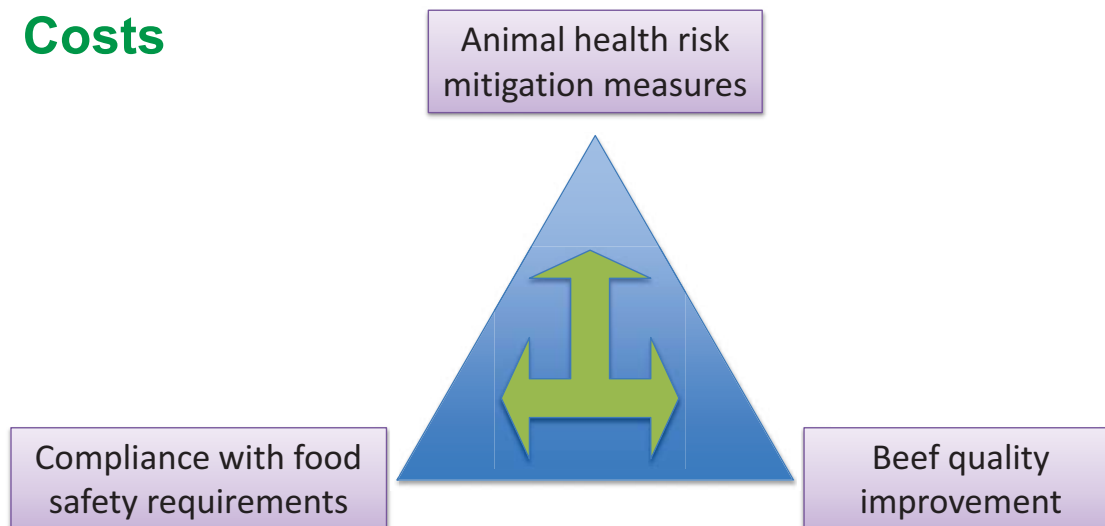 Costs
Animal health risk
mitigation measures
Compliance with food
safety requirements
Beef quality
improvement